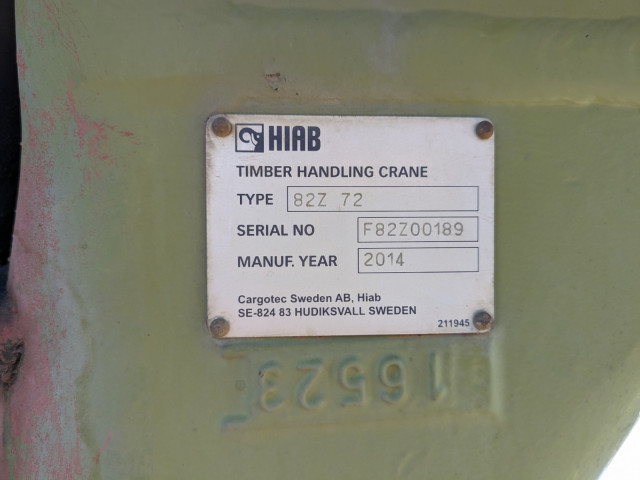 HIAB
TIMBER HANDLING CRANE
TYPE 82Z 72
SERIAL NO F82Z00189
MANUF. YEAR 2014
Cargotec Sweden AB, Hiab
SE-824 83 HUDIKSVALL SWEDEN
211945
16523